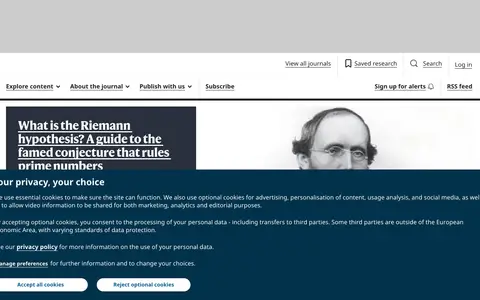 View all journals Saved research Search Log in
Explore content About the journal Publish with us Subscribe Sign up for alerts RSS feed
What is the Riemann
hypothesis? A guide to the
famed conjecture that rules
prime numbers
our privacy, your choice
e use essential cookies to make sure the site can function. We also use optional cookies for advertising, personalisation of content, usage analysis, and social media, as well
to allow video information to be shared for both marketing, analytics and editorial purposes.
accepting optional cookies, you consent to the processing of your personal data - including transfers to third parties. Some third parties are outside of the European
onomic Area, with varying standards of data protection.
e our privacy policy for more information on the use of your personal data.
anage preferences for further information and to change your choices.
Accept all cookies Reject optional cookies